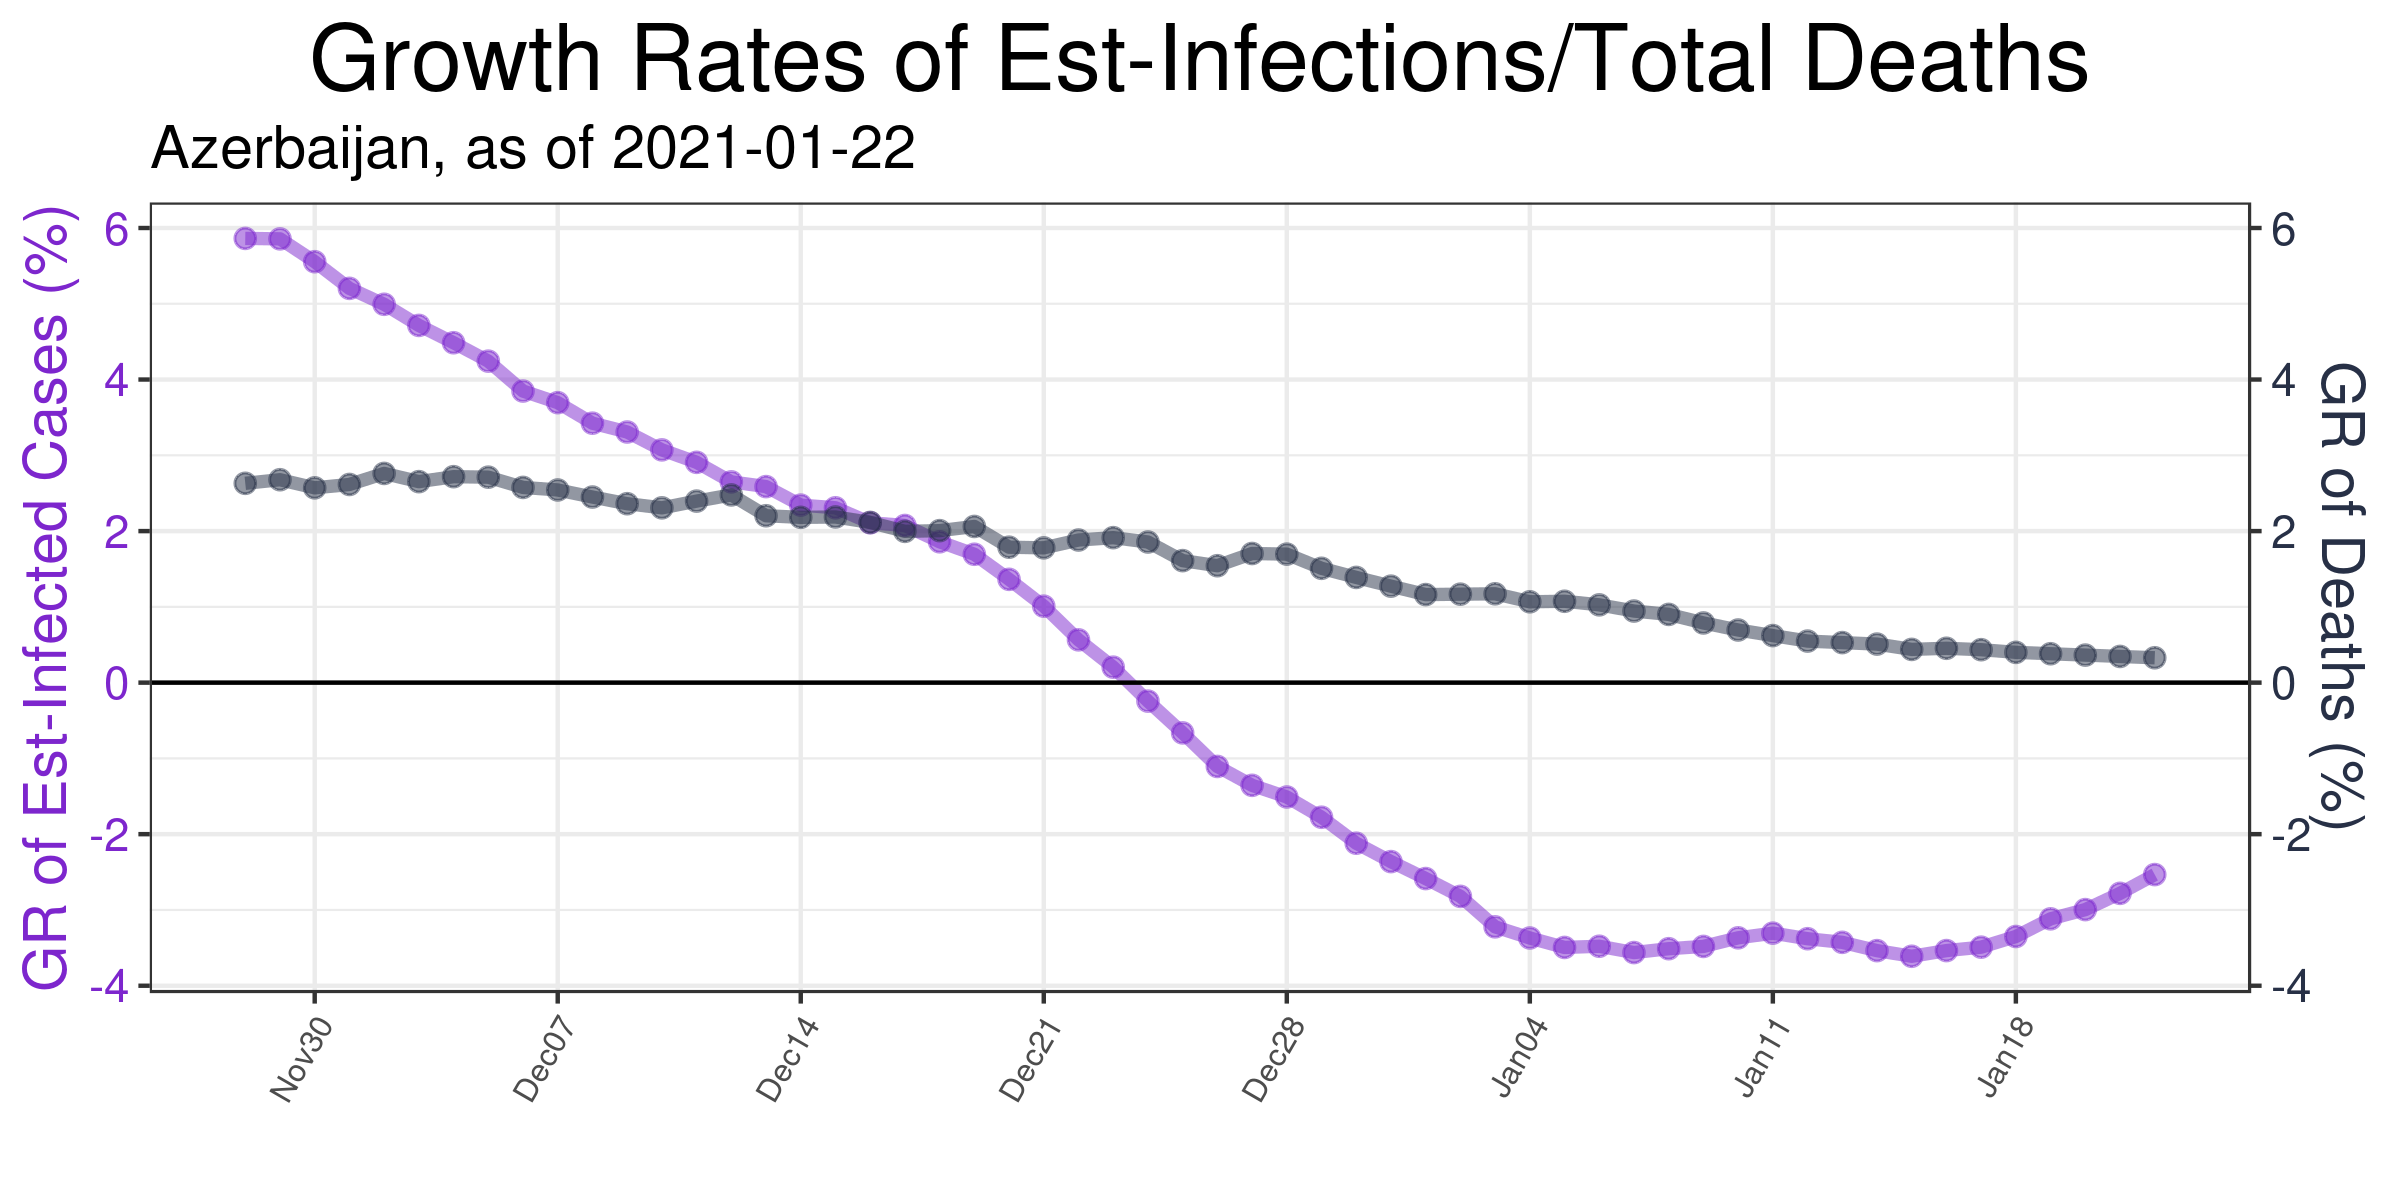 Growth Rates of Est-Infections/Total Deaths
Azerbaijan, as of 2021-01-22
GR of Est-Infected Cases (%)
6
4
2
0
-2
-4
6
4
2
0
-2
-4
GR of Deaths (%)
Nov30
Dec07
Dec14
Dec21
Dec28
Jan04
Jan11
Jan18